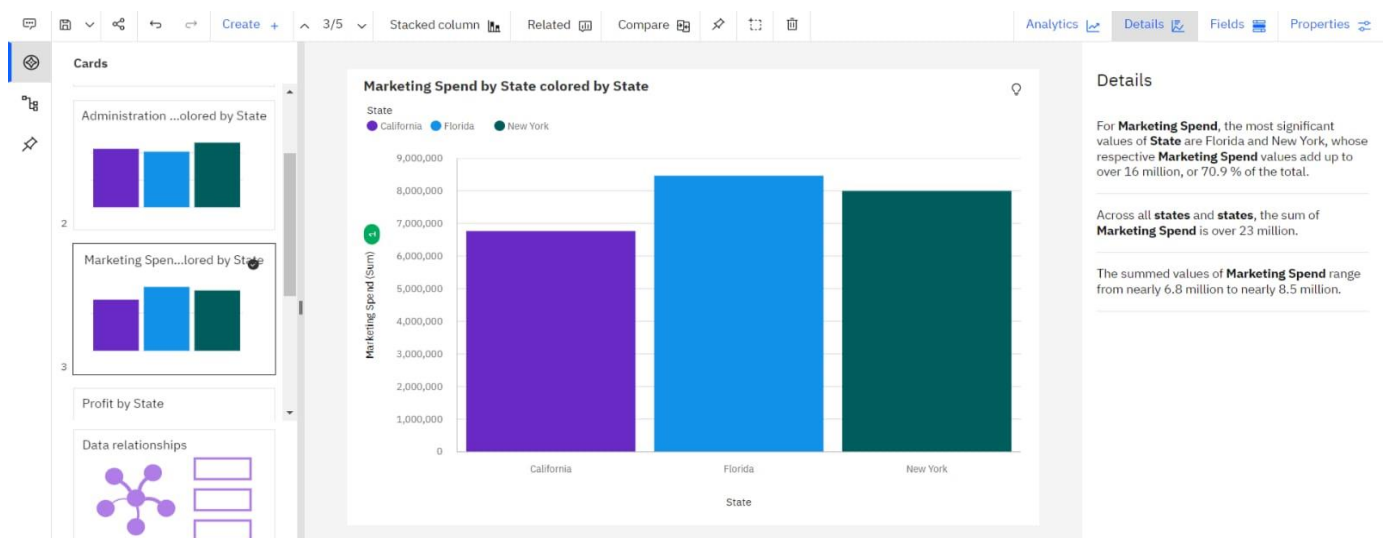 Create +
3/5
Stacked column
Related
Compare
Analytics
Details
Fields
Properties
Cards
Administration ...olored by State
2
Marketing Spen...lored by State
3
Profit by State
Data relationships
Marketing Spend by State colored by State
State
California
Florida
New York
9,000,000
8,000,000
7,000,000
6,000,000
5,000,000
4,000,000
3,000,000
2,000,000
1,000,000
0
Marketing Spend (Sum)
California
Florida
New York
State
Details
For Marketing Spend, the most significant
values of State are Florida and New York, whose
respective Marketing Spend values add up to
over 16 million, or 70.9 % of the total.
Across all states and states, the sum of
Marketing Spend is over 23 million.
The summed values of Marketing Spend range
from nearly 6.8 million to nearly 8.5 million.